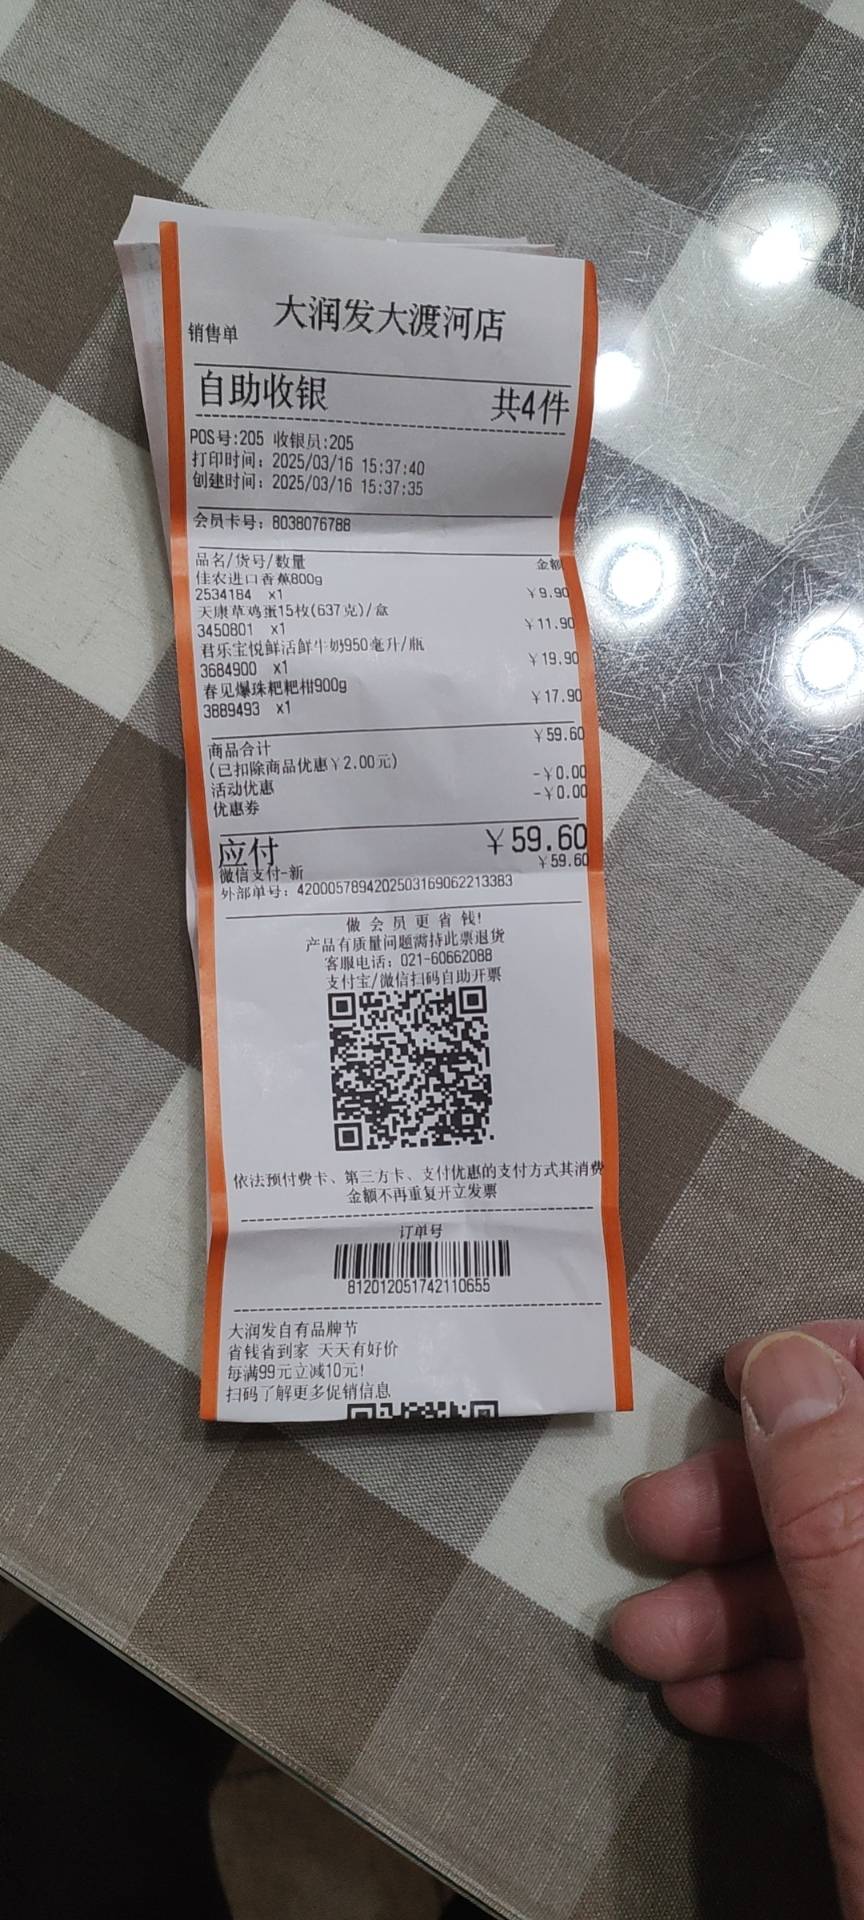 大润发大渡河店
销售单
自助收银 共4件
POS号:205 收银员:205
打印时间: 2025/03/16 15:37:40
创建时间: 2025/03/16 15:37:35
会员卡号: 8038076788
品名/货号/数量 金额
佳农进口香蕉800g
2534184 x1 ￥9.90
天康草鸡蛋15枚(637克)/盒
3450801 x1 ￥11.90
君乐宝悦鲜活鲜牛奶950毫升/瓶
3684900 x1 ￥19.90
春见爆珠粑粑柑900g
3889493 x1 ￥17.90
商品合计 ￥59.60
(已扣除商品优惠￥2.00元)
活动优惠 -￥0.00
优惠券 -￥0.00
应付 ￥59.60
微信支付-新 ￥59.60
外部单号: 4200057894202503169062213383
做会员更省钱!
产品有质量问题需持此票退货
客服电话: 021-60662088
支付宝/微信扫码自助开票
依法预付费卡、第三方卡、支付优惠的支付方式其消费
金额不再重复开立发票
订单号
812012051742110655
大润发自有品牌节
省钱省到家 天天有好价
每满99元立减10元!
扫码了解更多促销信息